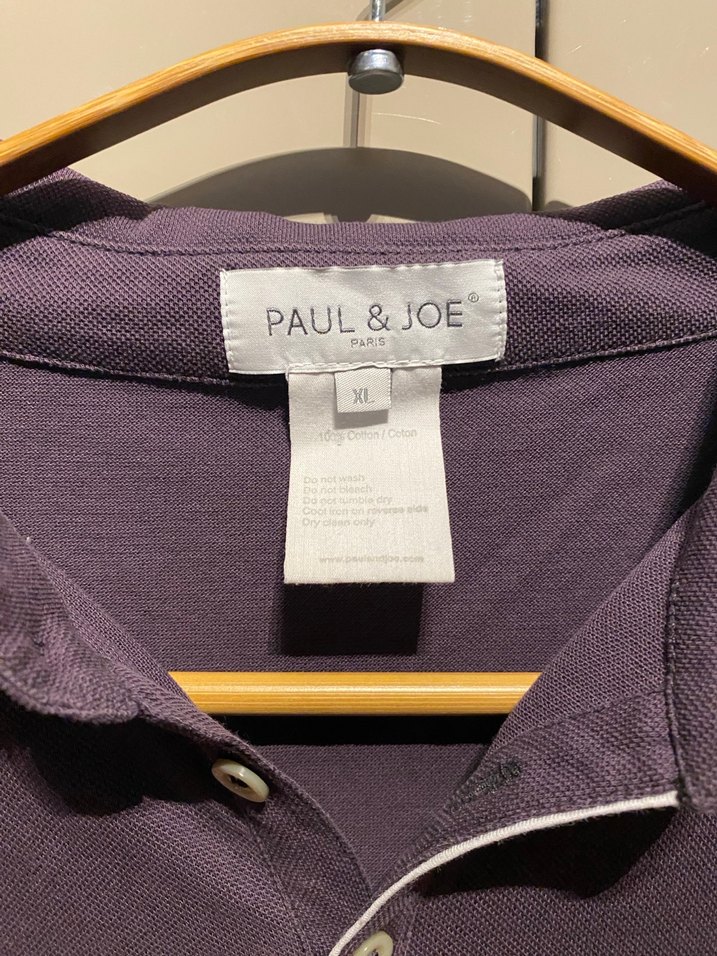 PAUL & JOE®
PARIS
XL
100% Cotton / Coton
Do not wash
Do not bleach
Do not tumble dry
Cool iron on reverse side
Dry clean only
www.paulandjoe.com